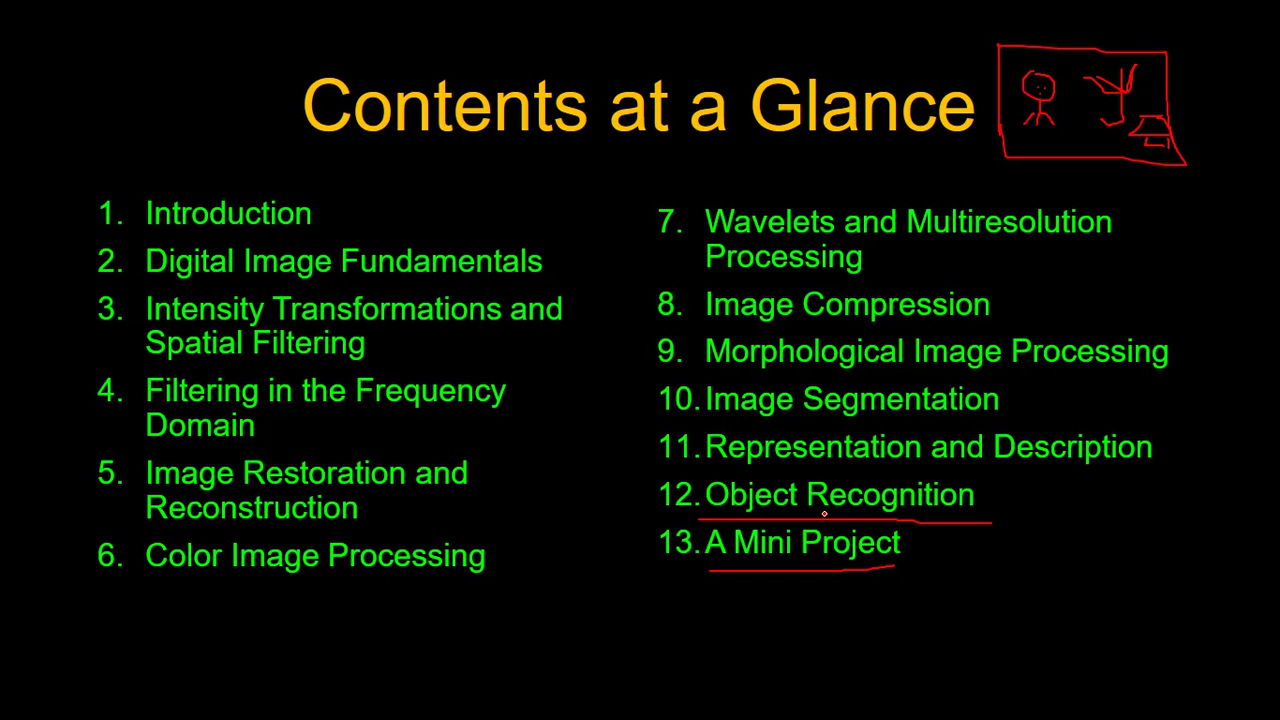 Contents at a Glance
1. Introduction
2. Digital Image Fundamentals
3. Intensity Transformations and
Spatial Filtering
4. Filtering in the Frequency
Domain
5. Image Restoration and
Reconstruction
6. Color Image Processing
7. Wavelets and Multiresolution
Processing
8. Image Compression
9. Morphological Image Processing
10. Image Segmentation
11. Representation and Description
12. Object Recognition
13. A Mini Project